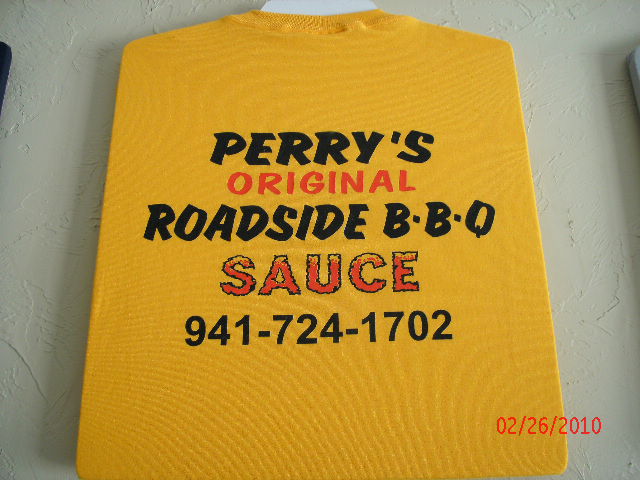 PERRY'S
ORIGINAL
ROADSIDE B·B·Q
SAUCE
941-724-1702
02/26/2010